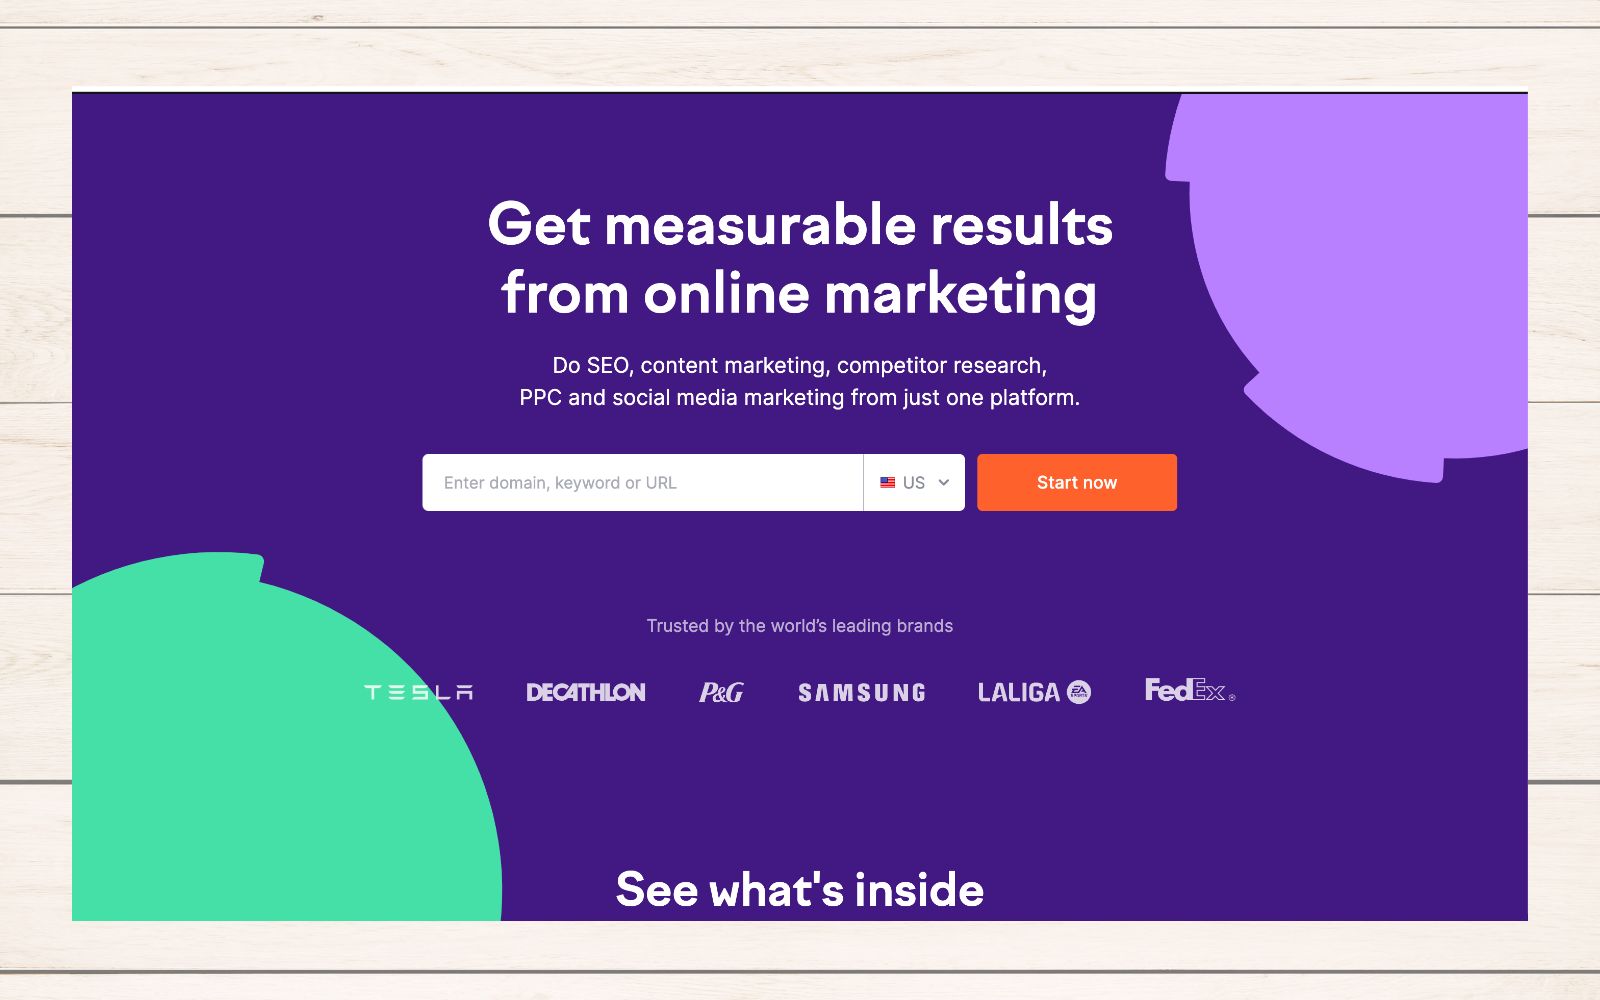 Get measurable results
from online marketing
Do SEO, content marketing, competitor research,
PPC and social media marketing from just one platform.
Enter domain, keyword or URL
US
Start now
Trusted by the world’s leading brands
TESLA
DECATHLON
P&G
SAMSUNG
LALIGA EA SPORTS
FedEx®
See what's inside